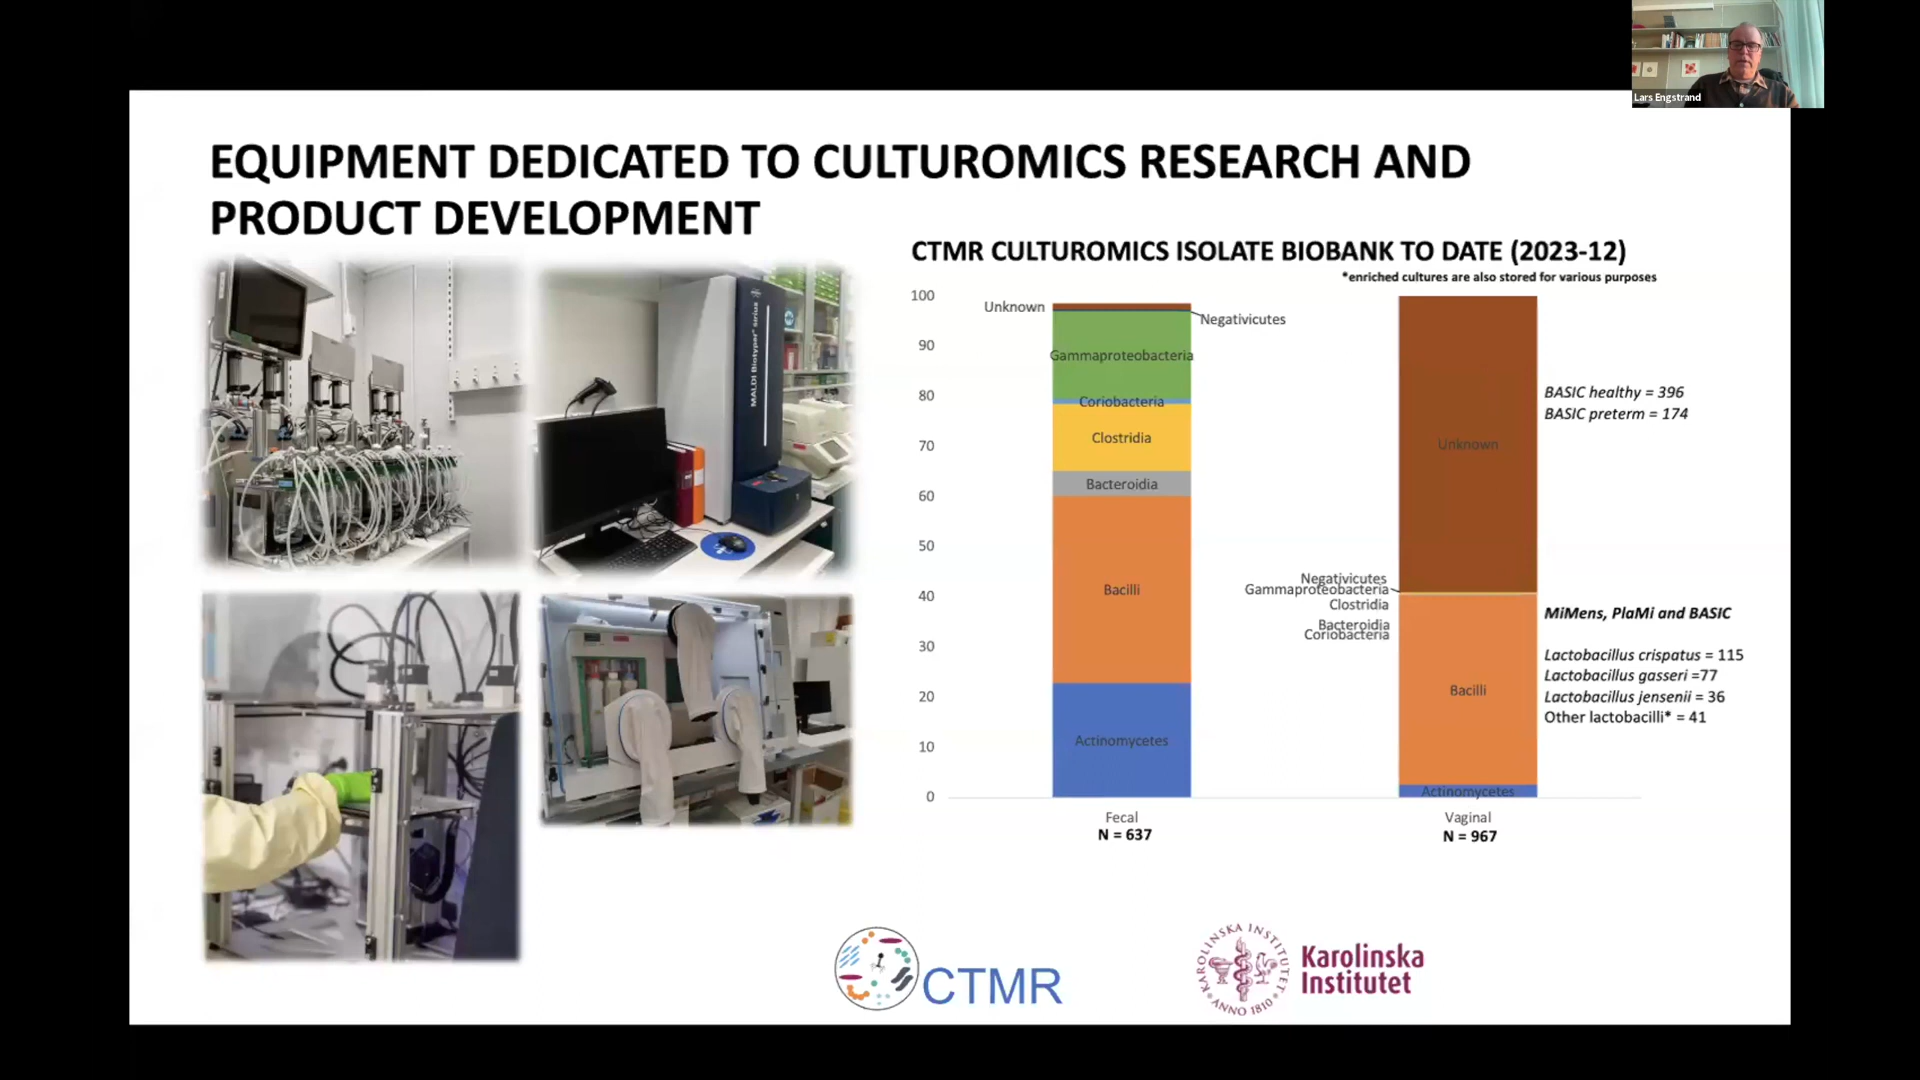 Lars Engstrand
EQUIPMENT DEDICATED TO CULTUROMICS RESEARCH AND
PRODUCT DEVELOPMENT
MALDI Biotyper® sirius
CTMR CULTUROMICS ISOLATE BIOBANK TO DATE (2023-12)
*enriched cultures are also stored for various purposes
100
90
80
70
60
50
40
30
20
10
0
Unknown
Negativicutes
Gammaproteobacteria
Coriobacteria
Clostridia
Bacteroidia
Bacilli
Actinomycetes
Fecal
N = 637
Unknown
Negativicutes
Gammaproteobacteria
Clostridia
Bacteroidia
Coriobacteria
Bacilli
Actinomycetes
Vaginal
N = 967
BASIC healthy = 396
BASIC preterm = 174
MiMens, PlaMi and BASIC
Lactobacillus crispatus = 115
Lactobacillus gasseri =77
Lactobacillus jensenii = 36
Other lactobacilli* = 41
CTMR
KAROLINSKA INSTITUTET
ANNO 1810
Karolinska
Institutet